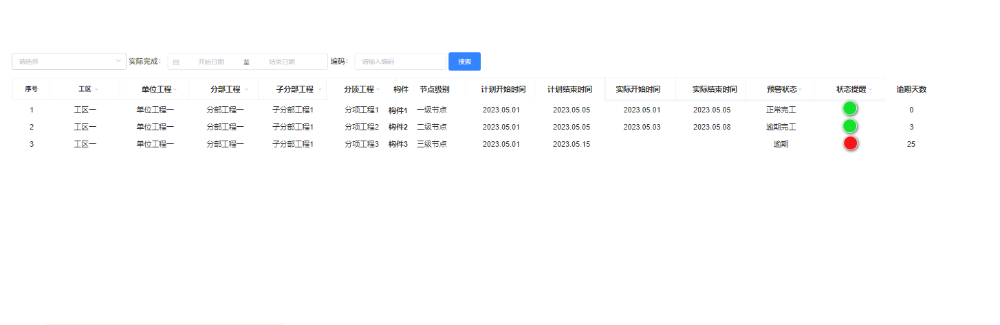 请选择 实际完成： 开始日期 至 结束日期 编码： 请输入编码 搜索
序号 工区 单位工程 分部工程 子分部工程 分项工程 构件 节点级别 计划开始时间 计划结束时间 实际开始时间 实际结束时间 预警状态 状态提醒 逾期天数
1 工区一 单位工程一 分部工程一 子分部工程1 分项工程1 构件1 一级节点 2023.05.01 2023.05.05 2023.05.01 2023.05.05 正常完工 0
2 工区一 单位工程一 分部工程一 子分部工程1 分项工程2 构件2 二级节点 2023.05.01 2023.05.05 2023.05.03 2023.05.08 逾期完工 3
3 工区一 单位工程一 分部工程一 子分部工程1 分项工程3 构件3 三级节点 2023.05.01 2023.05.15 逾期 25